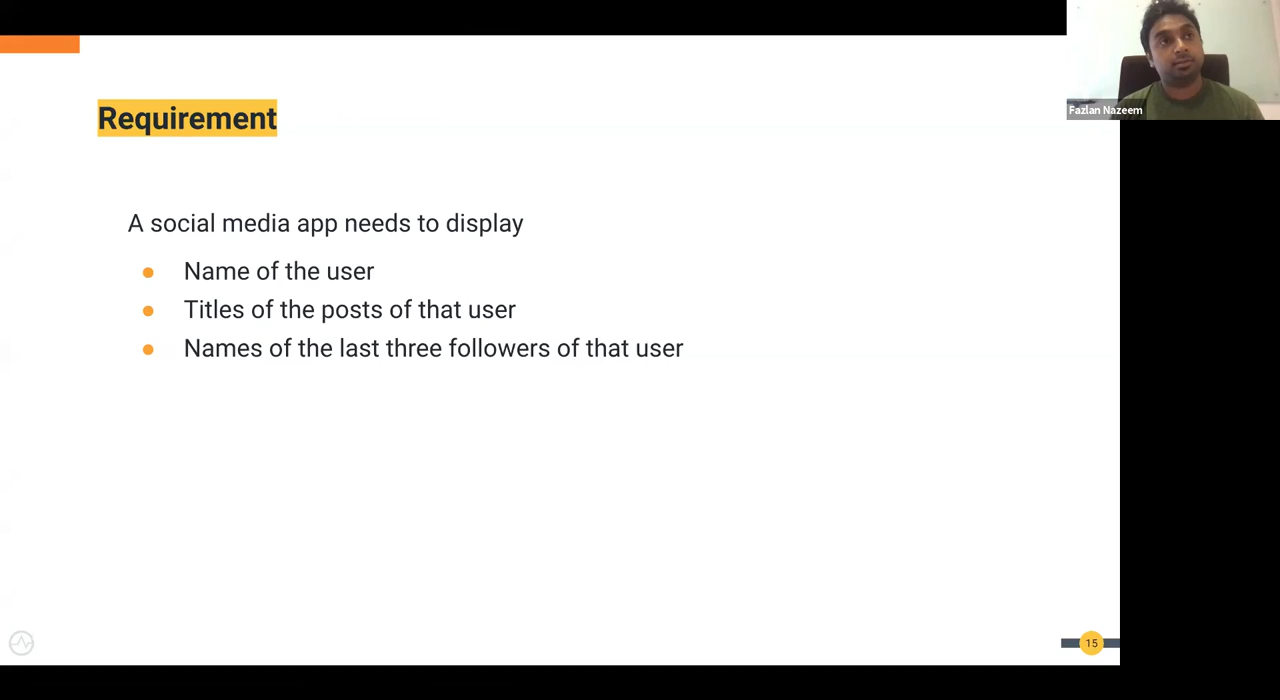 Fazlan Nazeem
Requirement
A social media app needs to display
● Name of the user
● Titles of the posts of that user
● Names of the last three followers of that user
15